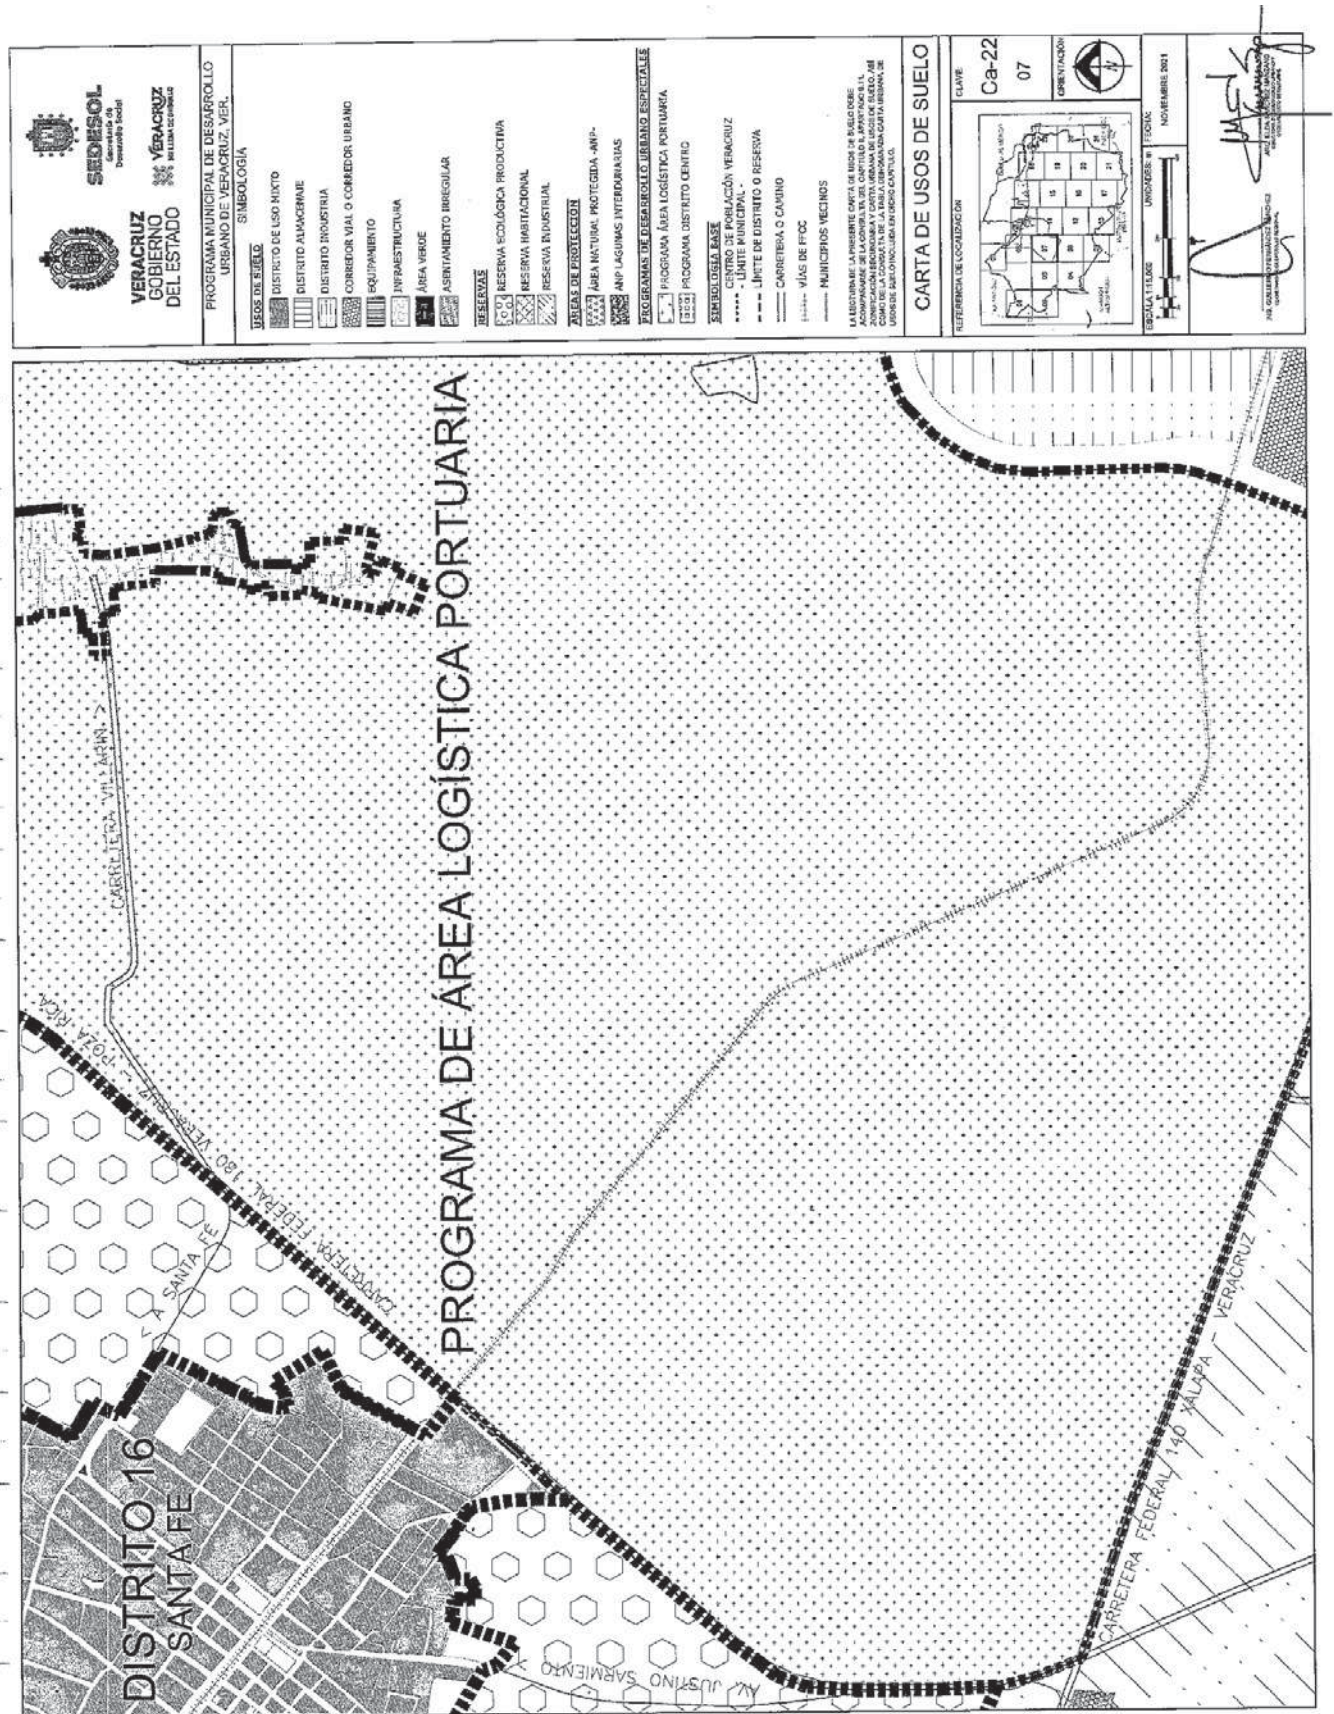 VERACRUZ
GOBIERNO
DEL ESTADO
SEDESOL
Secretaría de
Desarrollo Social
VERACRUZ
PROGRAMA MUNICIPAL DE DESARROLLO
URBANO DE VERACRUZ, VER.
SIMBOLOGÍA
USOS DE SUELO
DISTRITO DE USO MIXTO
DISTRITO ALMACENAJE
DISTRITO INDUSTRIA
CORREDOR VIAL O CORREDOR URBANO
EQUIPAMIENTO
INFRAESTRUCTURA
ÁREA VERDE
ASENTAMIENTO IRREGULAR
RESERVAS
RESERVA ECOLÓGICA PRODUCTIVA
RESERVA HABITACIONAL
RESERVA INDUSTRIAL
ÁREAS DE PROTECCIÓN
ÁREA NATURAL PROTEGIDA -ANP-
ANP LAGUNAS INTERDUNARIAS
PROGRAMAS DE DESARROLLO URBANO ESPECIALES
PROGRAMA ÁREA LOGÍSTICA PORTUARIA
PROGRAMA DISTRITO CENTRO
SIMBOLOGÍA BASE
CENTRO DE POBLACIÓN VERACRUZ
- LÍMITE MUNICIPAL -
LÍMITE DE DISTRITO O RESERVA
CARRETERA O CAMINO
VÍAS DE FFCC
MUNICIPIOS VECINOS
CARTA DE USOS DE SUELO
REFERENCIA DE LOCALIZACIÓN
CLAVE:
Ca-22
07
ORIENTACIÓN
N
ESCALA 1:15,000
UNIDADES: M
FECHA:
NOVIEMBRE 2021
DISTRITO 16
SANTA FE
PROGRAMA DE ÁREA LOGÍSTICA PORTUARIA
CARRETERA VILLARIN >
CARRETERA FEDERAL 180 VERACRUZ - POZA RICA
< A SANTA FE
AV. JUSTINO SARMIENTO
CARRETERA FEDERAL 140 XALAPA - VERACRUZ